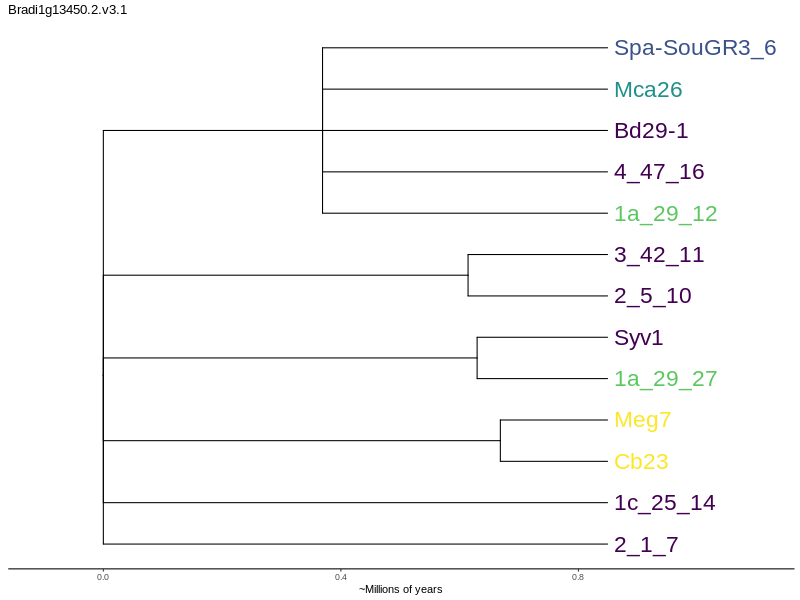 Bradi1g13450.2.v3.1
Spa-SouGR3_6
Mca26
Bd29-1
4_47_16
1a_29_12
3_42_11
2_5_10
Syv1
1a_29_27
Meg7
Cb23
1c_25_14
2_1_7
0.0 0.4 0.8
~Millions of years